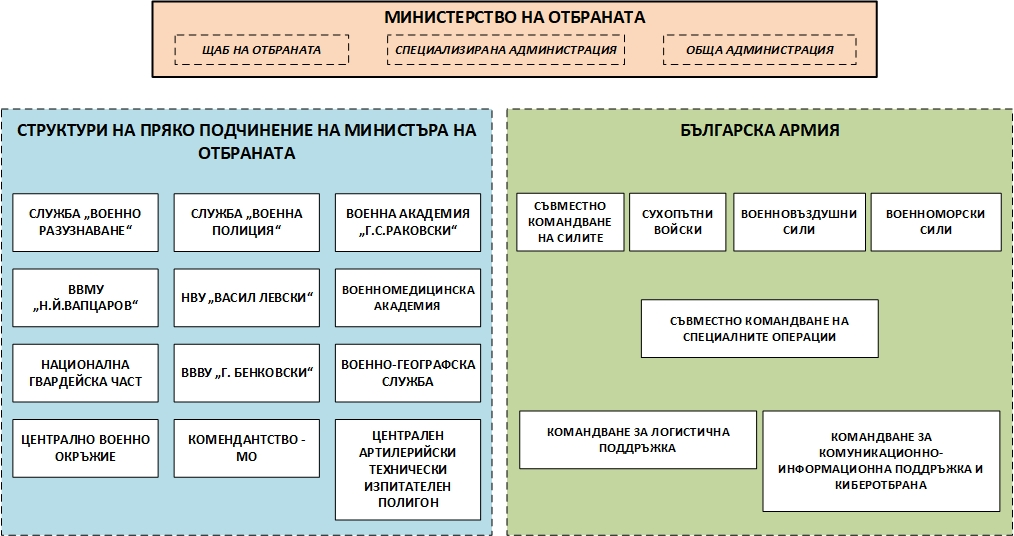 МИНИСТЕРСТВО НА ОТБРАНАТА
ЩАБ НА ОТБРАНАТА
СПЕЦИАЛИЗИРАНА АДМИНИСТРАЦИЯ
ОБЩА АДМИНИСТРАЦИЯ
СТРУКТУРИ НА ПРЯКО ПОДЧИНЕНИЕ НА МИНИСТЪРА НА
ОТБРАНАТА
СЛУЖБА „ВОЕННО
РАЗУЗНАВАНЕ“
СЛУЖБА „ВОЕННА
ПОЛИЦИЯ“
ВОЕННА АКАДЕМИЯ
„Г.С.РАКОВСКИ“
ВВМУ
„Н.Й.ВАПЦАРОВ“
НВУ „ВАСИЛ ЛЕВСКИ“
ВОЕННОМЕДИЦИНСКА
АКАДЕМИЯ
НАЦИОНАЛНА
ГВАРДЕЙСКА ЧАСТ
ВВВУ „Г. БЕНКОВСКИ“
ВОЕННО-ГЕОГРАФСКА
СЛУЖБА
ЦЕНТРАЛНО ВОЕННО
ОКРЪЖИЕ
КОМЕНДАНТСТВО -
МО
ЦЕНТРАЛЕН
АРТИЛЕРИЙСКИ
ТЕХНИЧЕСКИ
ИЗПИТАТЕЛЕН
ПОЛИГОН
БЪЛГАРСКА АРМИЯ
СЪВМЕСТНО
КОМАНДВАНЕ
НА СИЛИТЕ
СУХОПЪТНИ
ВОЙСКИ
ВОЕННОВЪЗДУШНИ
СИЛИ
ВОЕННОМОРСКИ
СИЛИ
СЪВМЕСТНО КОМАНДВАНЕ НА
СПЕЦИАЛНИТЕ ОПЕРАЦИИ
КОМАНДВАНЕ ЗА ЛОГИСТИЧНА
ПОДДРЪЖКА
КОМАНДВАНЕ ЗА
КОМУНИКАЦИОННО-
ИНФОРМАЦИОННА ПОДДРЪЖКА И
КИБЕРОТБРАНА